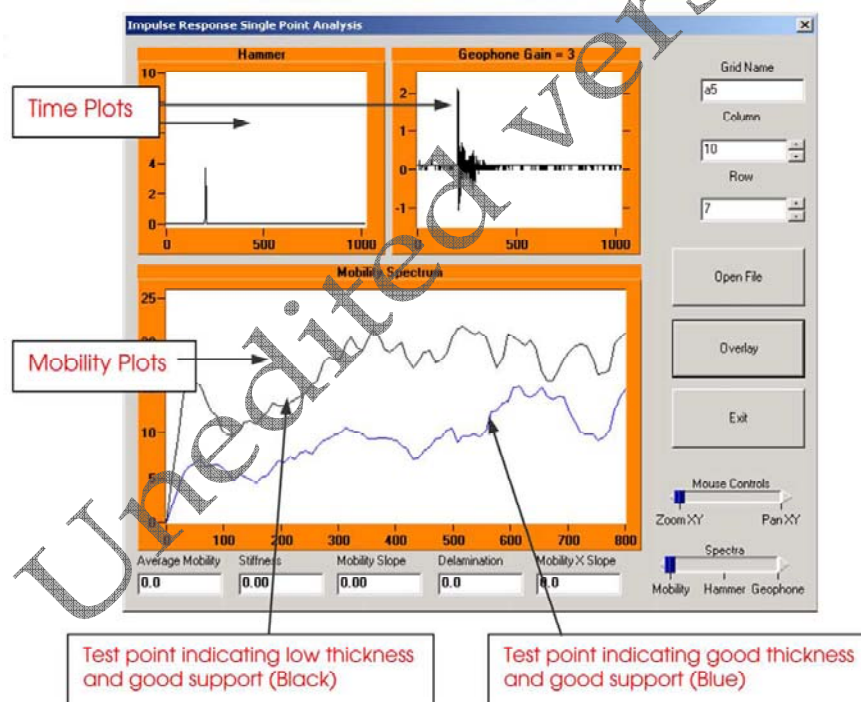 Impulse Response Single Point Analysis
Hammer
Geophone Gain = 3
10
4
2
0
0 500 1000
2
1
0
-1
0 500 1000
Time Plots
Grid Name
a5
Column
10
Row
7
Open File
Overlay
Exit
Mobility Spectrum
25
10
5
0
0 100 200 300 400 500 600 700 800
Mobility Plots
Mouse Controls
Zoom XY Pan XY
Spectra
Mobility Hammer Geophone
Average Mobility Stiffness Mobility Slope Delamination Mobility X Slope
0.0 0.00 0.00 0.0 0.0
Test point indicating low thickness
and good support (Black)
Test point indicating good thickness
and good support (Blue)
Unedited vers